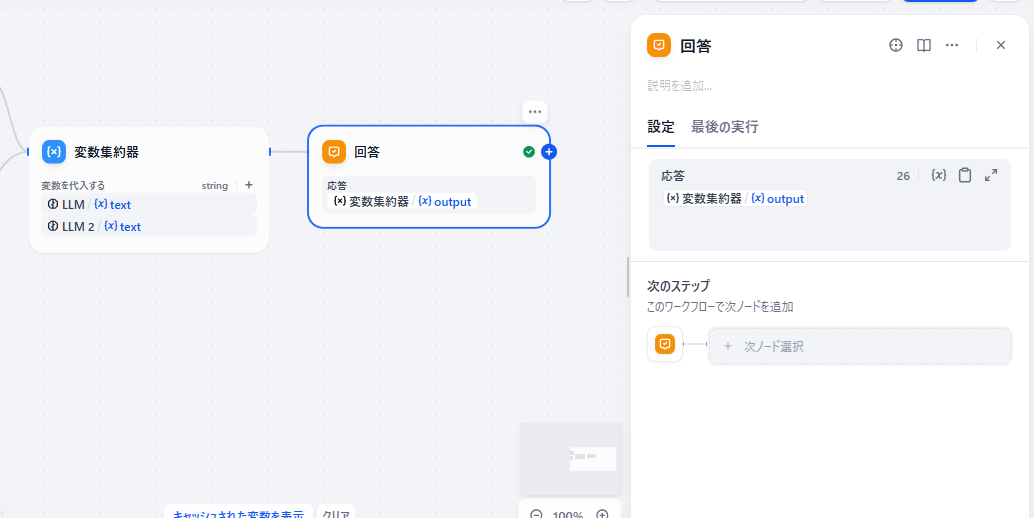 変数集約器
変数を代入する string
LLM / {x} text
LLM 2 / {x} text
回答
応答
{x} 変数集約器 / {x} output
キャッシュされた変数を表示 クリア
100%
回答
説明を追加...
設定 最後の実行
応答 26 {x}
{x} 変数集約器 / {x} output
次のステップ
このワークフローで次ノードを追加
+ 次ノード選択